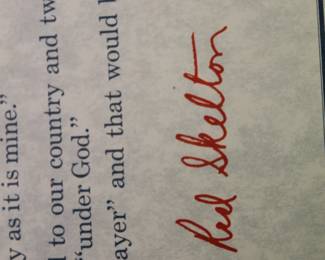 y as it is mine.”
to our country and tw
“under God.”
ayer” and that would
Red Skelton